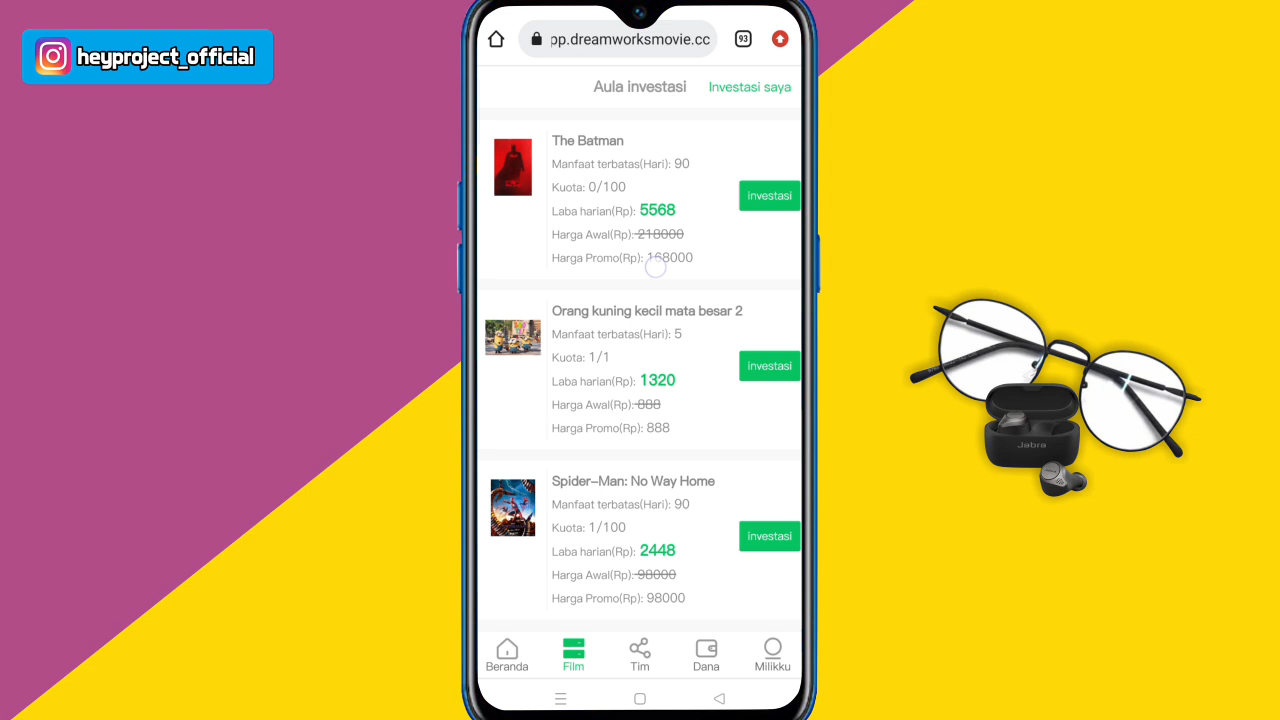 heyproject_official
pp.dreamworksmovie.cc
93
Aula investasi
Investasi saya
The Batman
Manfaat terbatas(Hari): 90
Kuota: 0/100
Laba harian(Rp): 5568
Harga Awal(Rp): 218000
Harga Promo(Rp): 168000
investasi
Orang kuning kecil mata besar 2
Manfaat terbatas(Hari): 5
Kuota: 1/1
Laba harian(Rp): 1320
Harga Awal(Rp): 888
Harga Promo(Rp): 888
investasi
Spider-Man: No Way Home
Manfaat terbatas(Hari): 90
Kuota: 1/100
Laba harian(Rp): 2448
Harga Awal(Rp): 98000
Harga Promo(Rp): 98000
investasi
Beranda
Film
Tim
Dana
Milikku
Jabra